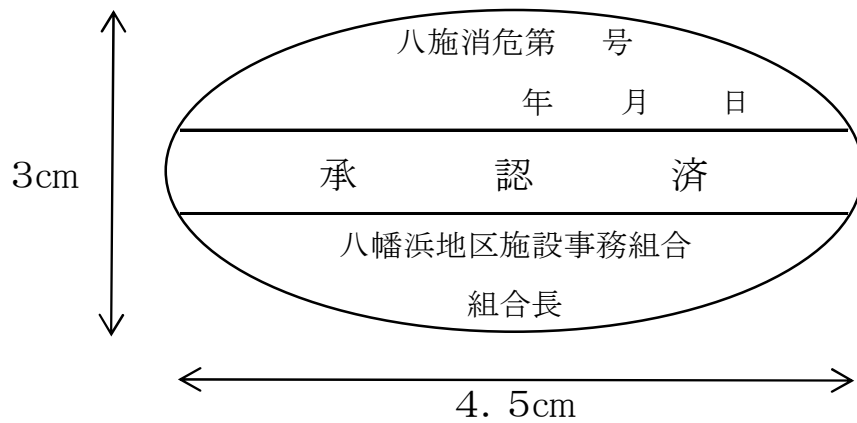 八施消危第　号
年　月　日
3cm
承　認　済
八幡浜地区施設事務組合
組合長
4．5cm